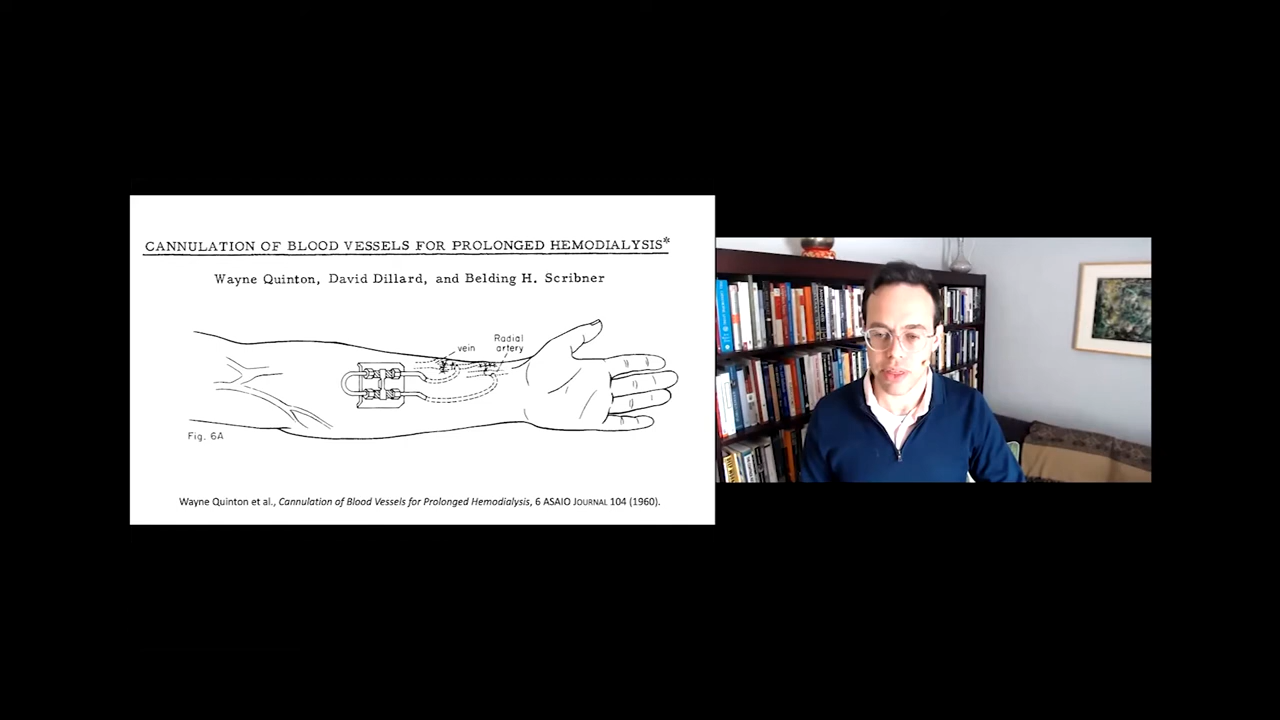 CANNULATION OF BLOOD VESSELS FOR PROLONGED HEMODIALYSIS*
Wayne Quinton, David Dillard, and Belding H. Scribner
vein
Radial
artery
Fig. 6A
Wayne Quinton et al., Cannulation of Blood Vessels for Prolonged Hemodialysis, 6 ASAIO JOURNAL 104 (1960).